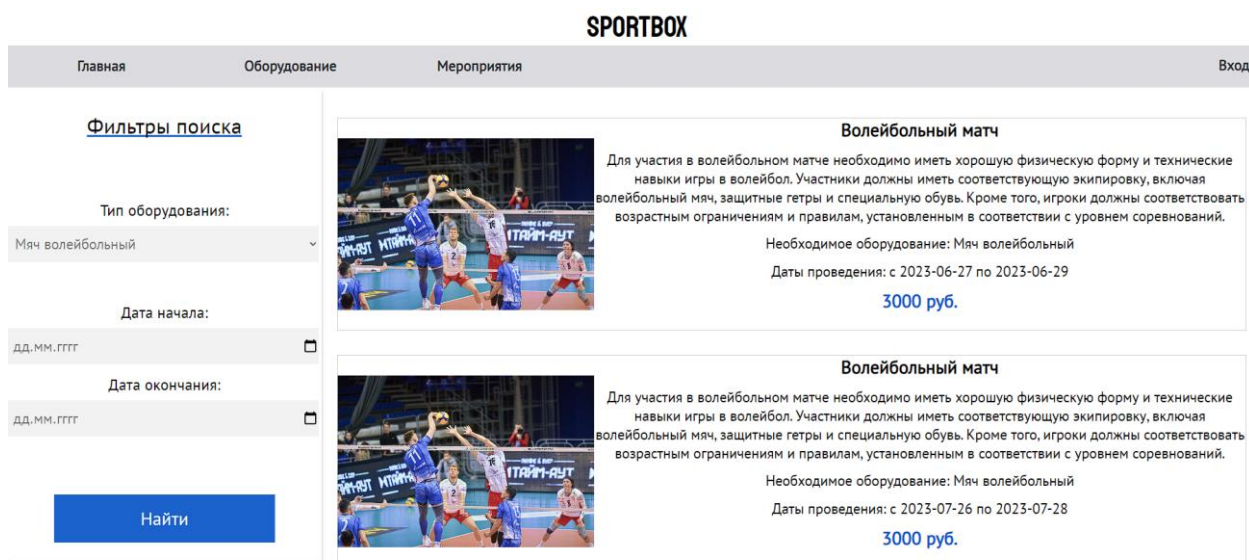 SPORTBOX
Главная
Оборудование
Мероприятия
Вход
Фильтры поиска
Тип оборудования:
Мяч волейбольный
Дата начала:
дд.мм.гггг
Дата окончания:
дд.мм.гггг
Найти
Волейбольный матч
Для участия в волейбольном матче необходимо иметь хорошую физическую форму и технические
навыки игры в волейбол. Участники должны иметь соответствующую экипировку, включая
волейбольный мяч, защитные гетры и специальную обувь. Кроме того, игроки должны соответствовать
возрастным ограничениям и правилам, установленным в соответствии с уровнем соревнований.
Необходимое оборудование: Мяч волейбольный
Даты проведения: с 2023-06-27 по 2023-06-29
3000 руб.
Волейбольный матч
Для участия в волейбольном матче необходимо иметь хорошую физическую форму и технические
навыки игры в волейбол. Участники должны иметь соответствующую экипировку, включая
волейбольный мяч, защитные гетры и специальную обувь. Кроме того, игроки должны соответствовать
возрастным ограничениям и правилам, установленным в соответствии с уровнем соревнований.
Необходимое оборудование: Мяч волейбольный
Даты проведения: с 2023-07-26 по 2023-07-28
3000 руб.